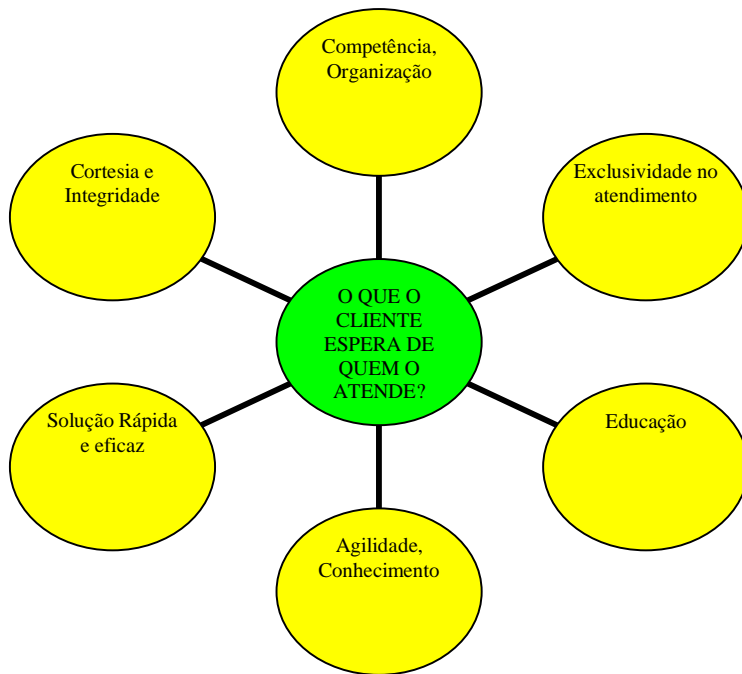 Competência,
Organização
Cortesia e
Integridade
Exclusividade no
atendimento
O QUE O
CLIENTE
ESPERA DE
QUEM O
ATENDE?
Solução Rápida
e eficaz
Educação
Agilidade,
Conhecimento